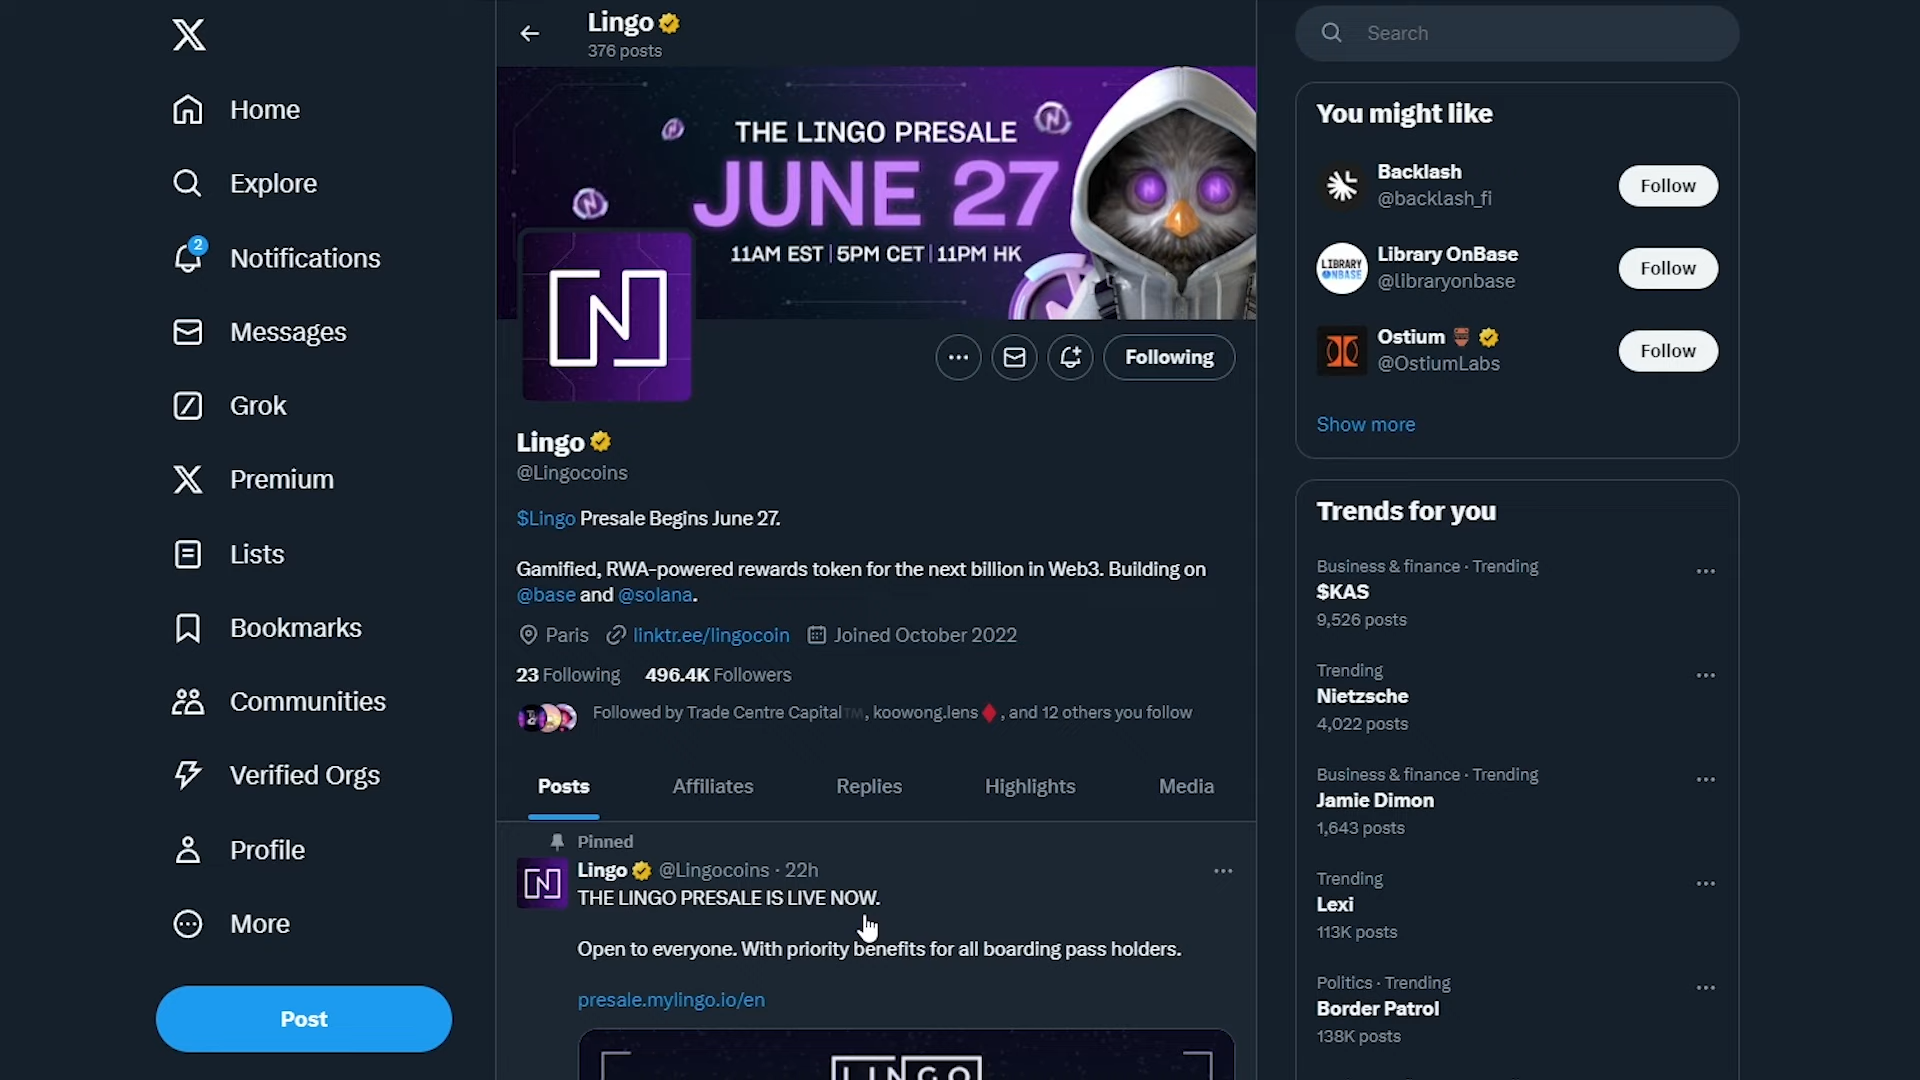 Home
Explore
2
Notifications
Messages
Grok
Premium
Lists
Bookmarks
Communities
Verified Orgs
Profile
More
Post
Lingo
376 posts
THE LINGO PRESALE
JUNE 27
11AM EST | 5PM CET | 11PM HK
Following
Lingo
@Lingocoins
$Lingo Presale Begins June 27.
Gamified, RWA-powered rewards token for the next billion in Web3. Building on
@base and @solana.
Paris linktr.ee/lingocoin Joined October 2022
23 Following 496.4K Followers
Followed by Trade Centre Capital™, koowong.lens♦, and 12 others you follow
Posts Affiliates Replies Highlights Media
Pinned
Lingo @Lingocoins · 22h
THE LINGO PRESALE IS LIVE NOW.
Open to everyone. With priority benefits for all boarding pass holders.
presale.mylingo.io/en
LINGO
Search
You might like
Backlash
@backlash_fi
Follow
LIBRARY
ONBASE
Library OnBase
@libraryonbase
Follow
Ostium
@OstiumLabs
Follow
Show more
Trends for you
Business & finance · Trending
$KAS
9,526 posts
Trending
Nietzsche
4,022 posts
Business & finance · Trending
Jamie Dimon
1,643 posts
Trending
Lexi
113K posts
Politics · Trending
Border Patrol
138K posts